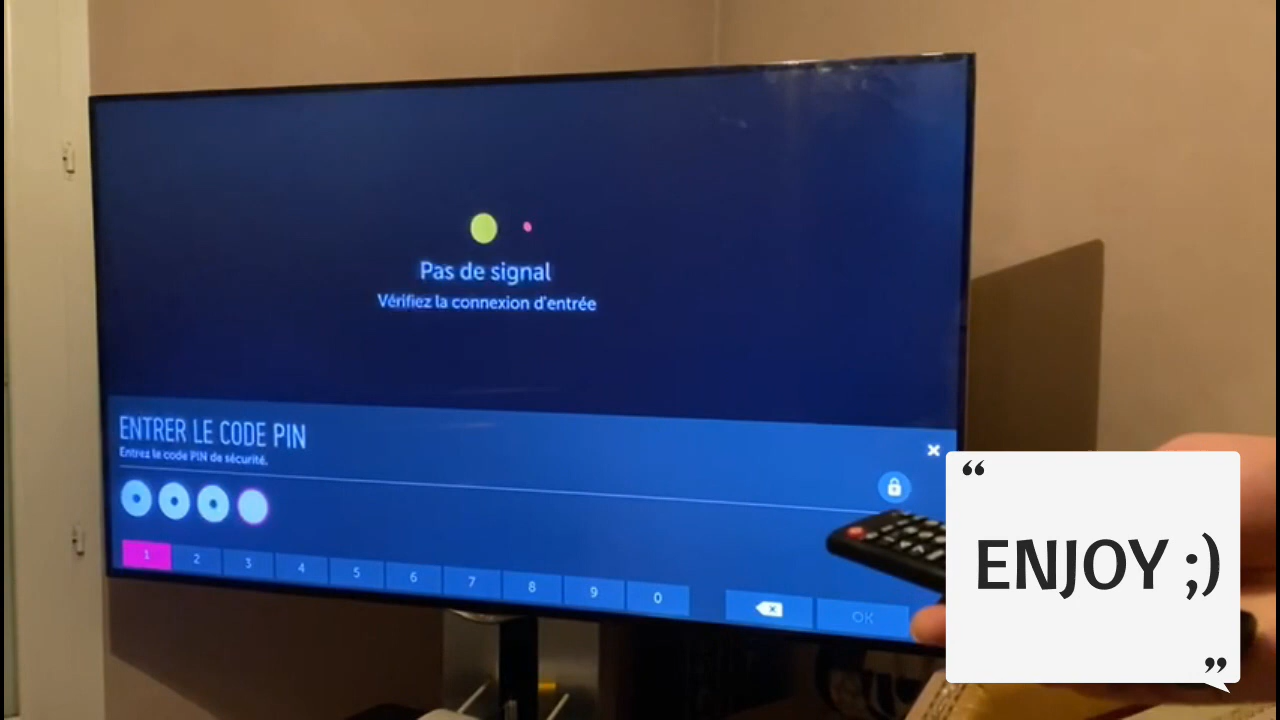 Pas de signal
Vérifiez la connexion d'entrée
ENTRER LE CODE PIN
Entrez le code PIN de sécurité.
1 2 3 4 5 6 7 8 9 0 OK
“
ENJOY ;)
”